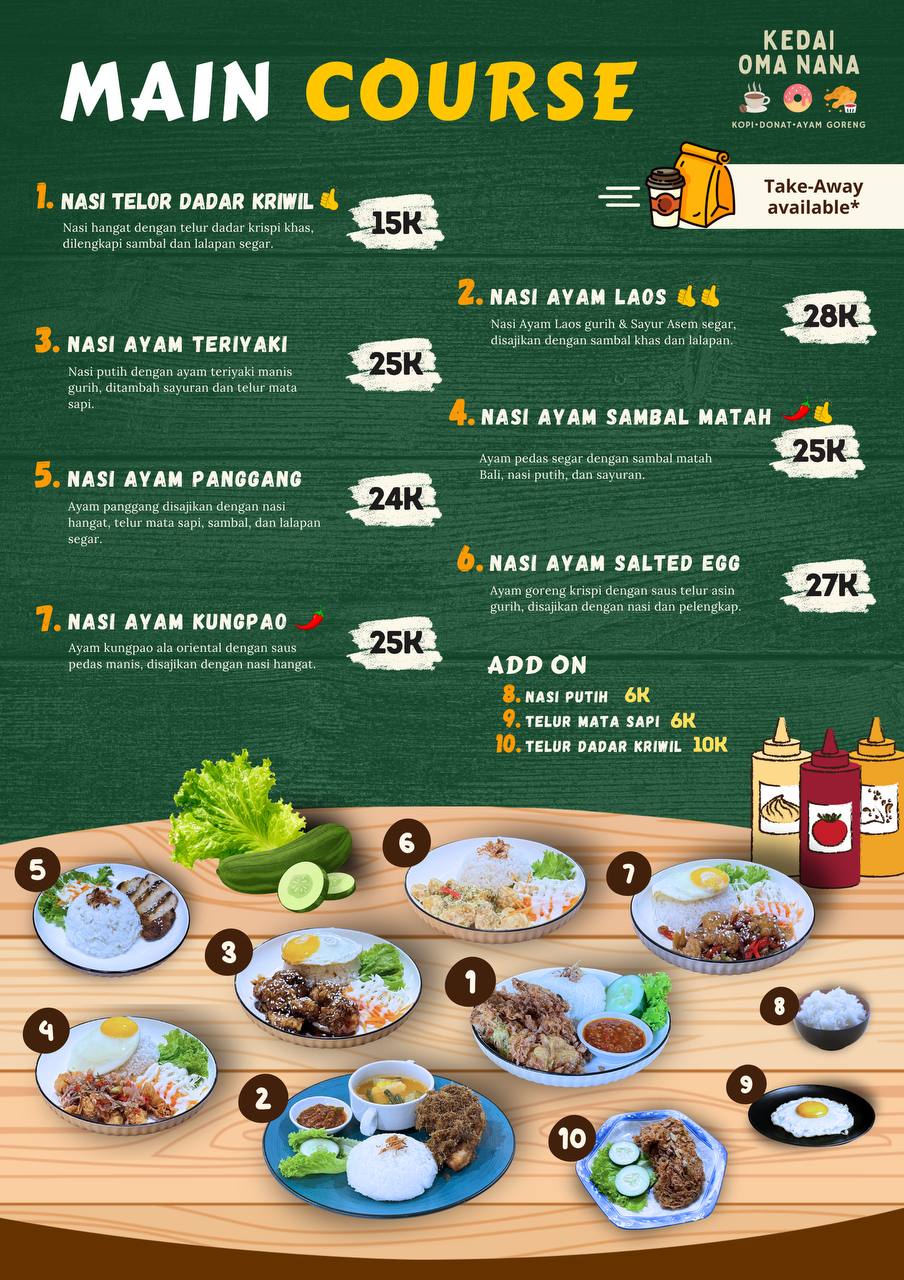 KEDAI
OMA NANA
KOPI•DONAT•AYAM GORENG
MAIN COURSE
Take-Away
available*
1. NASI TELOR DADAR KRIWIL
15K
Nasi hangat dengan telur dadar krispi khas,
dilengkapi sambal dan lalapan segar.
2. NASI AYAM LAOS
28K
Nasi Ayam Laos gurih & Sayur Asem segar,
disajikan dengan sambal khas dan lalapan.
3. NASI AYAM TERIYAKI
25K
Nasi putih dengan ayam teriyaki manis
gurih, ditambah sayuran dan telur mata
sapi.
4. NASI AYAM SAMBAL MATAH
25K
Ayam pedas segar dengan sambal matah
Bali, nasi putih, dan sayuran.
5. NASI AYAM PANGGANG
24K
Ayam panggang disajikan dengan nasi
hangat, telur mata sapi, sambal, dan lalapan
segar.
6. NASI AYAM SALTED EGG
27K
Ayam goreng krispi dengan saus telur asin
gurih, disajikan dengan nasi dan pelengkap.
7. NASI AYAM KUNGPAO
25K
Ayam kungpao ala oriental dengan saus
pedas manis, disajikan dengan nasi hangat.
ADD ON
8. NASI PUTIH 6K
9. TELUR MATA SAPI 6K
10. TELUR DADAR KRIWIL 10K
5
6
7
3
1
8
4
2
9
10